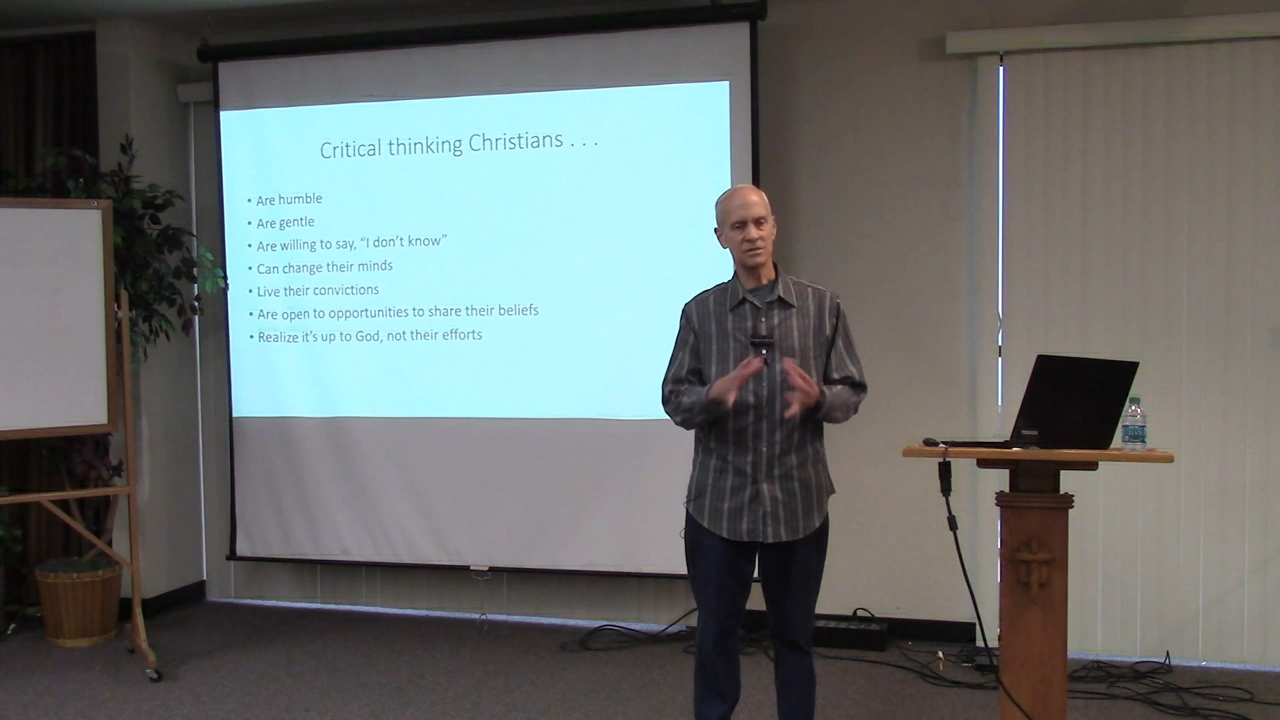 Critical thinking Christians . . .
• Are humble
• Are gentle
• Are willing to say, “I don’t know”
• Can change their minds
• Live their convictions
• Are open to opportunities to share their beliefs
• Realize it’s up to God, not their efforts